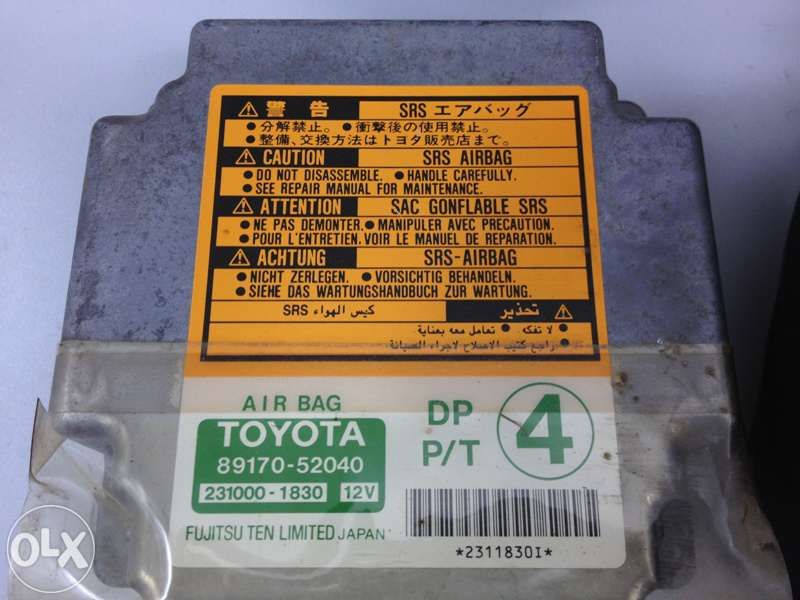 ⚠ 警告 SRS エアバッグ
●分解禁止。●衝撃後の使用禁止。
●整備、交換方法はトヨタ販売店まで。
⚠ CAUTION SRS AIRBAG
●DO NOT DISASSEMBLE. ●HANDLE CAREFULLY.
●SEE REPAIR MANUAL FOR MAINTENANCE.
⚠ ATTENTION SAC GONFLABLE SRS
●NE PAS DEMONTER.●MANIPULER AVEC PRECAUTION.
●POUR L'ENTRETIEN. VOIR LE MANUEL DE REPARATION.
⚠ ACHTUNG SRS-AIRBAG
●NICHT ZERLEGEN. ●VORSICHTIG BEHANDELN.
●SIEHE DAS WARTUNGSHANDBUCH ZUR WARTUNG.
⚠ تحذير كيس الهواء SRS
● لا تفكه ● تعامل معه بعناية
● راجع كتيب الاصلاح لاجراء الصيانة
AIR BAG
TOYOTA
89170-52040
231000-1830 12V
DP
P/T
4
FUJITSU TEN LIMITED JAPAN
*2311830I*
OLX